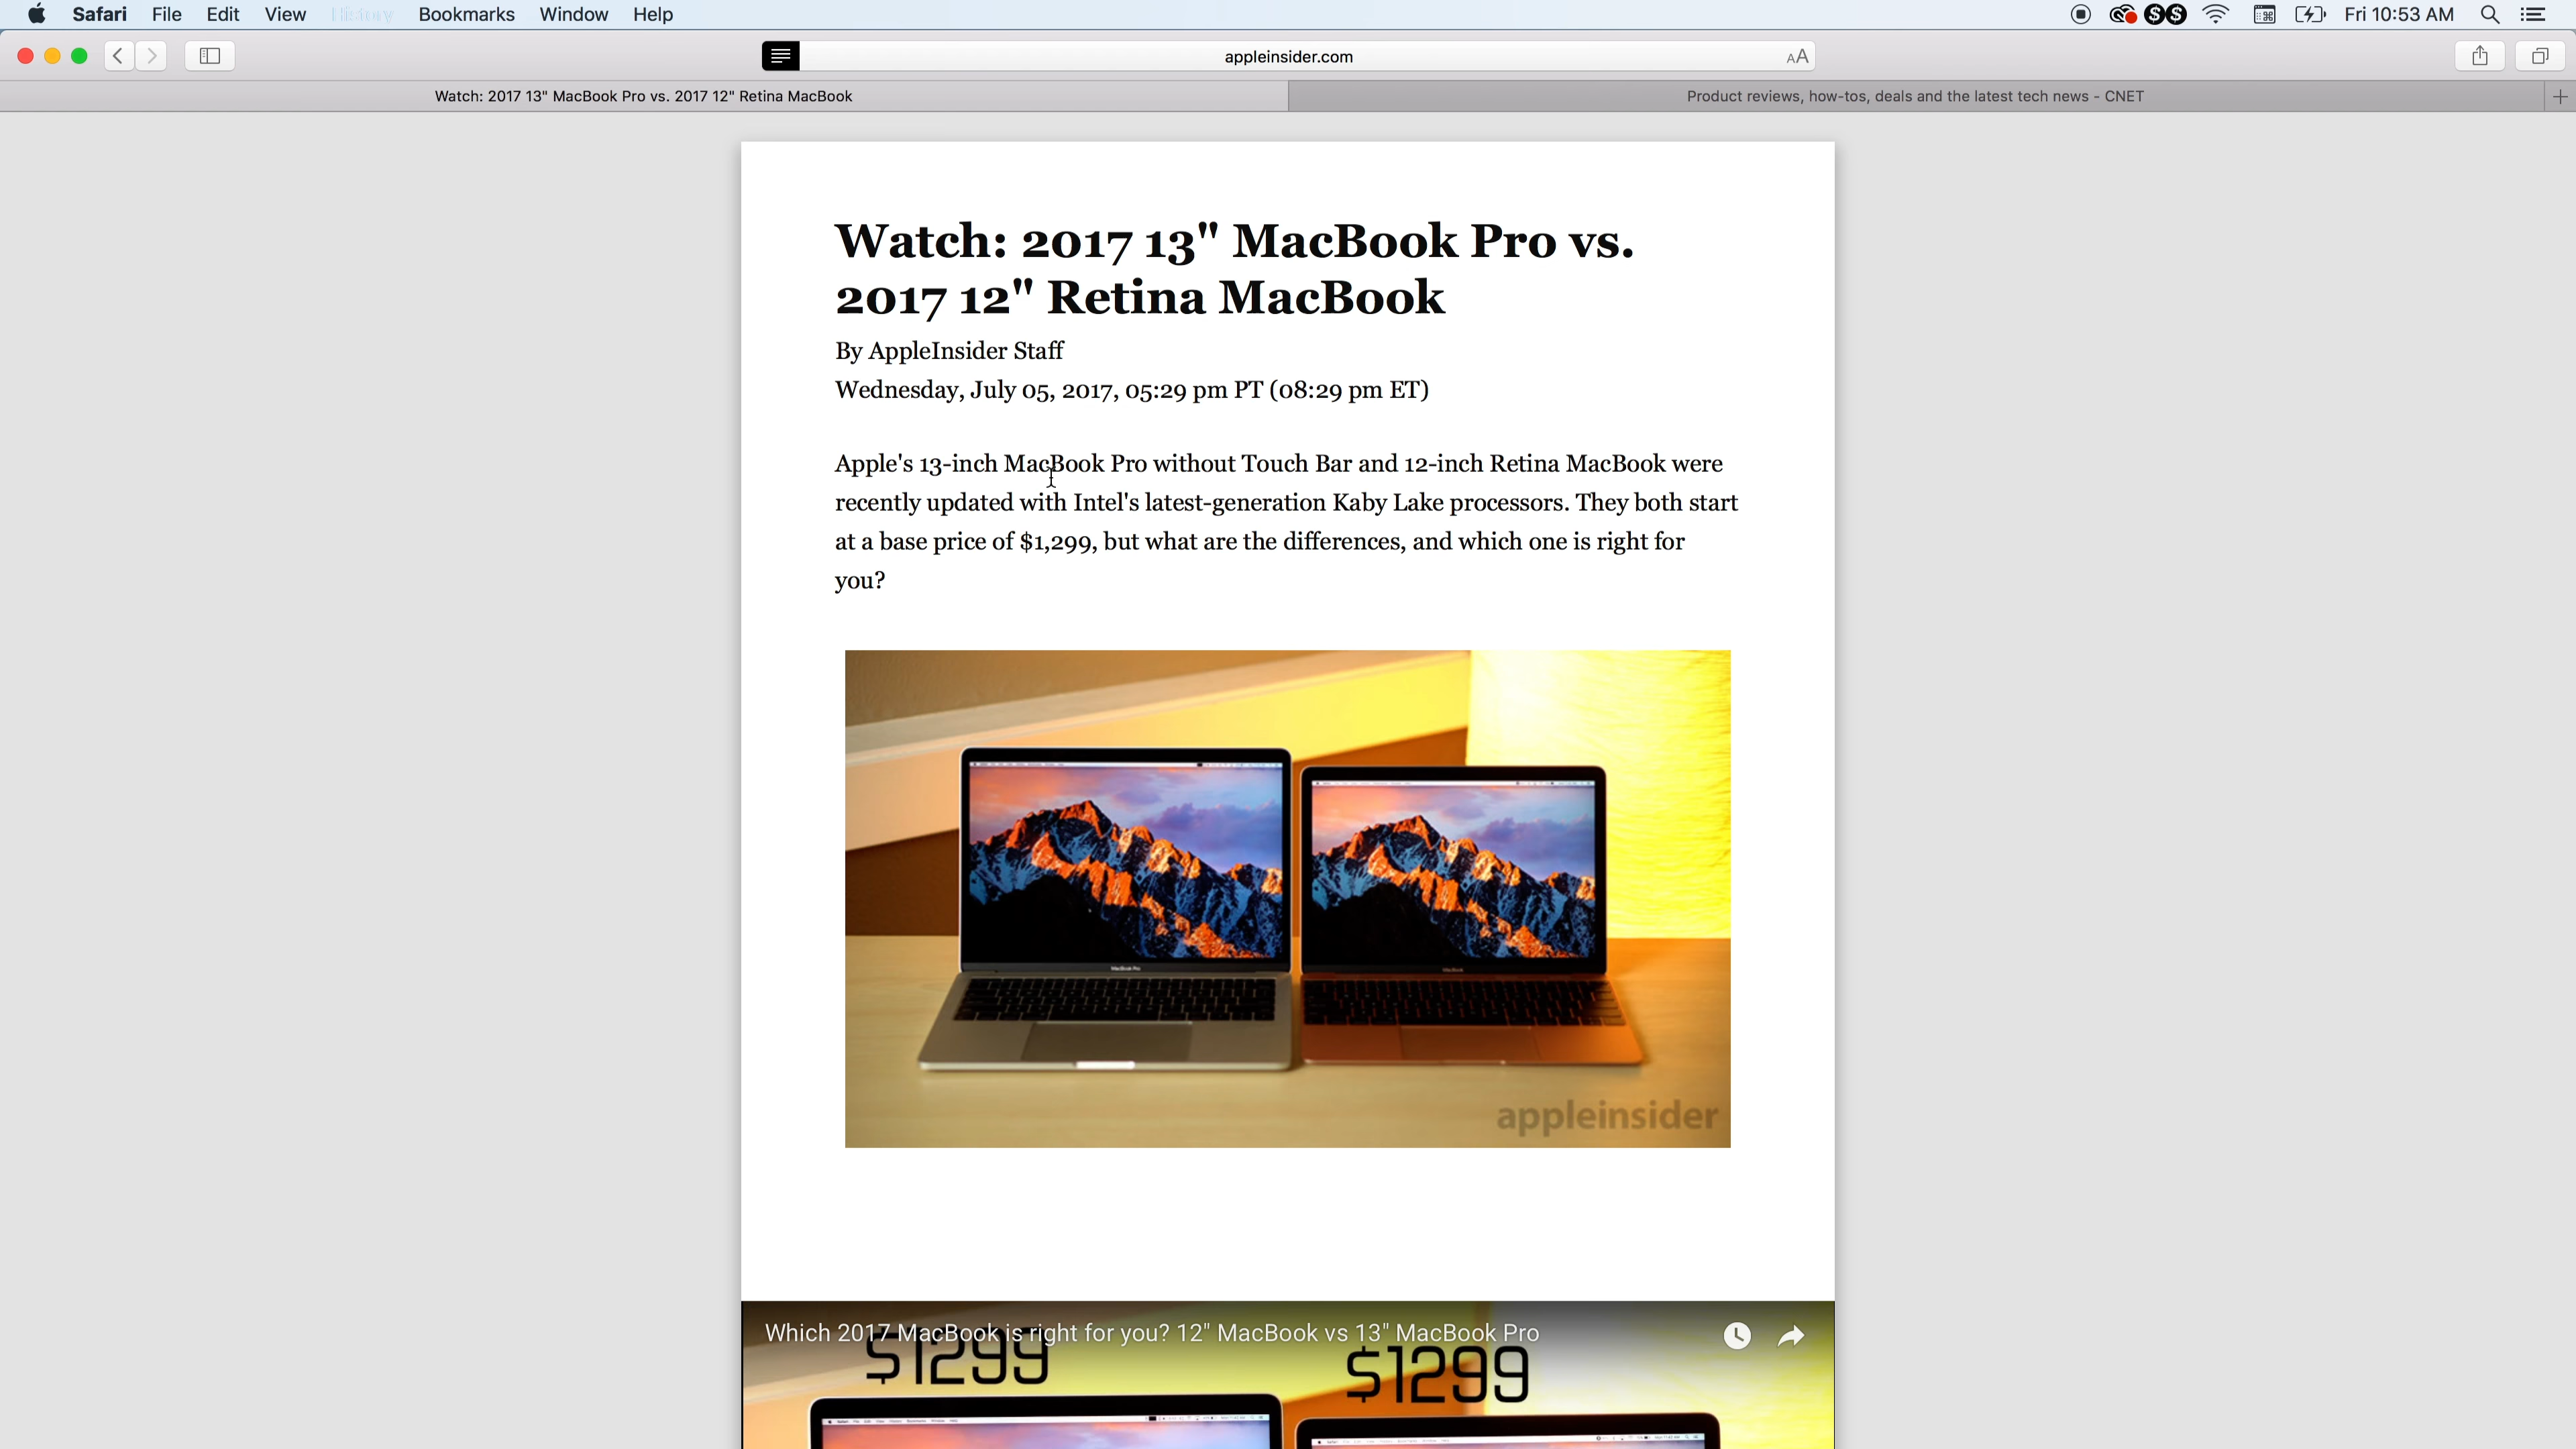 Safari File Edit View History Bookmarks Window Help Fri 10:53 AM
appleinsider.com AA
Watch: 2017 13" MacBook Pro vs. 2017 12" Retina MacBook
Product reviews, how-tos, deals and the latest tech news - CNET
Watch: 2017 13" MacBook Pro vs.
2017 12" Retina MacBook
By AppleInsider Staff
Wednesday, July 05, 2017, 05:29 pm PT (08:29 pm ET)
Apple's 13-inch MacBook Pro without Touch Bar and 12-inch Retina MacBook were
recently updated with Intel's latest-generation Kaby Lake processors. They both start
at a base price of $1,299, but what are the differences, and which one is right for
you?
MacBook Pro
MacBook
appleinsider
Which 2017 MacBook is right for you? 12" MacBook vs 13" MacBook Pro
$1299
$1299